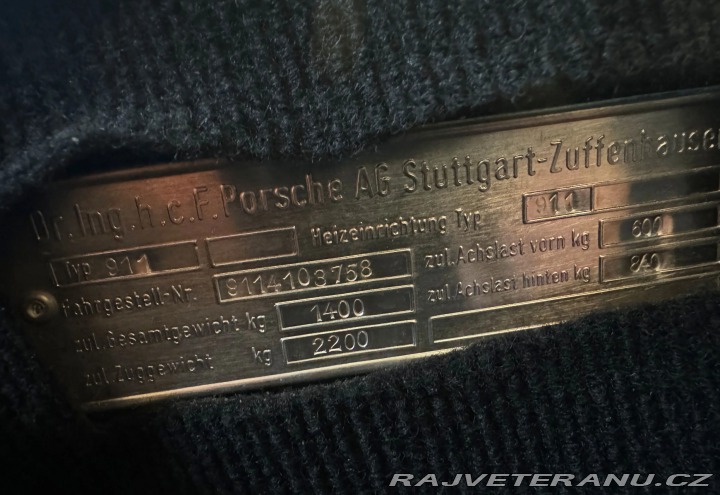 Dr.Ing.h.c.F.Porsche AG Stuttgart-Zuffenhausen
Typ 911 Heizeinrichtung Typ 911
Fahrgestell-Nr. 9114103758 zul.Achslast vorn kg 600
zul.Gesamtgewicht kg 1400 zul.Achslast hinten kg 840
zul.Zuggewicht kg 2200
RAJVETERANU.CZ